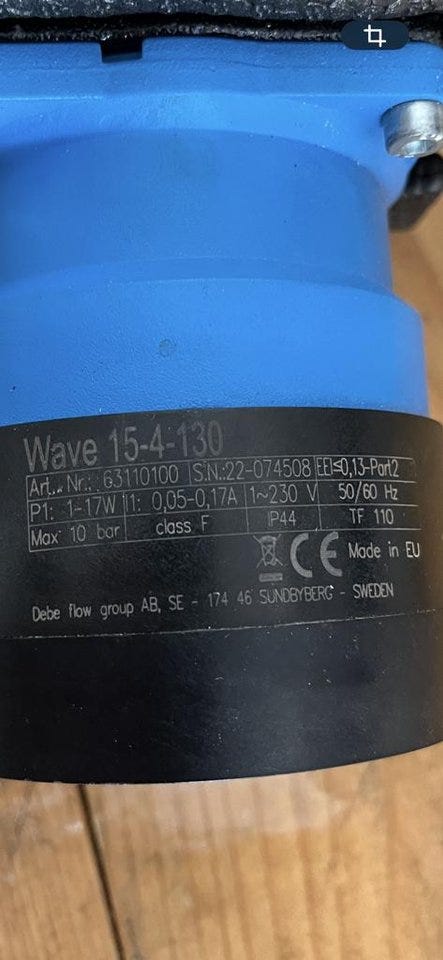 Wave 15-4-130
Art. Nr.: 63110100 S.N.:22-074508 EEI≤0,13-Part2
P1: 1-17W I1: 0,05-0,17A 1~230 V 50/60 Hz
Max 10 bar class F IP44 TF 110
CE Made in EU
Debe flow group AB, SE - 174 46 SUNDBYBERG - SWEDEN